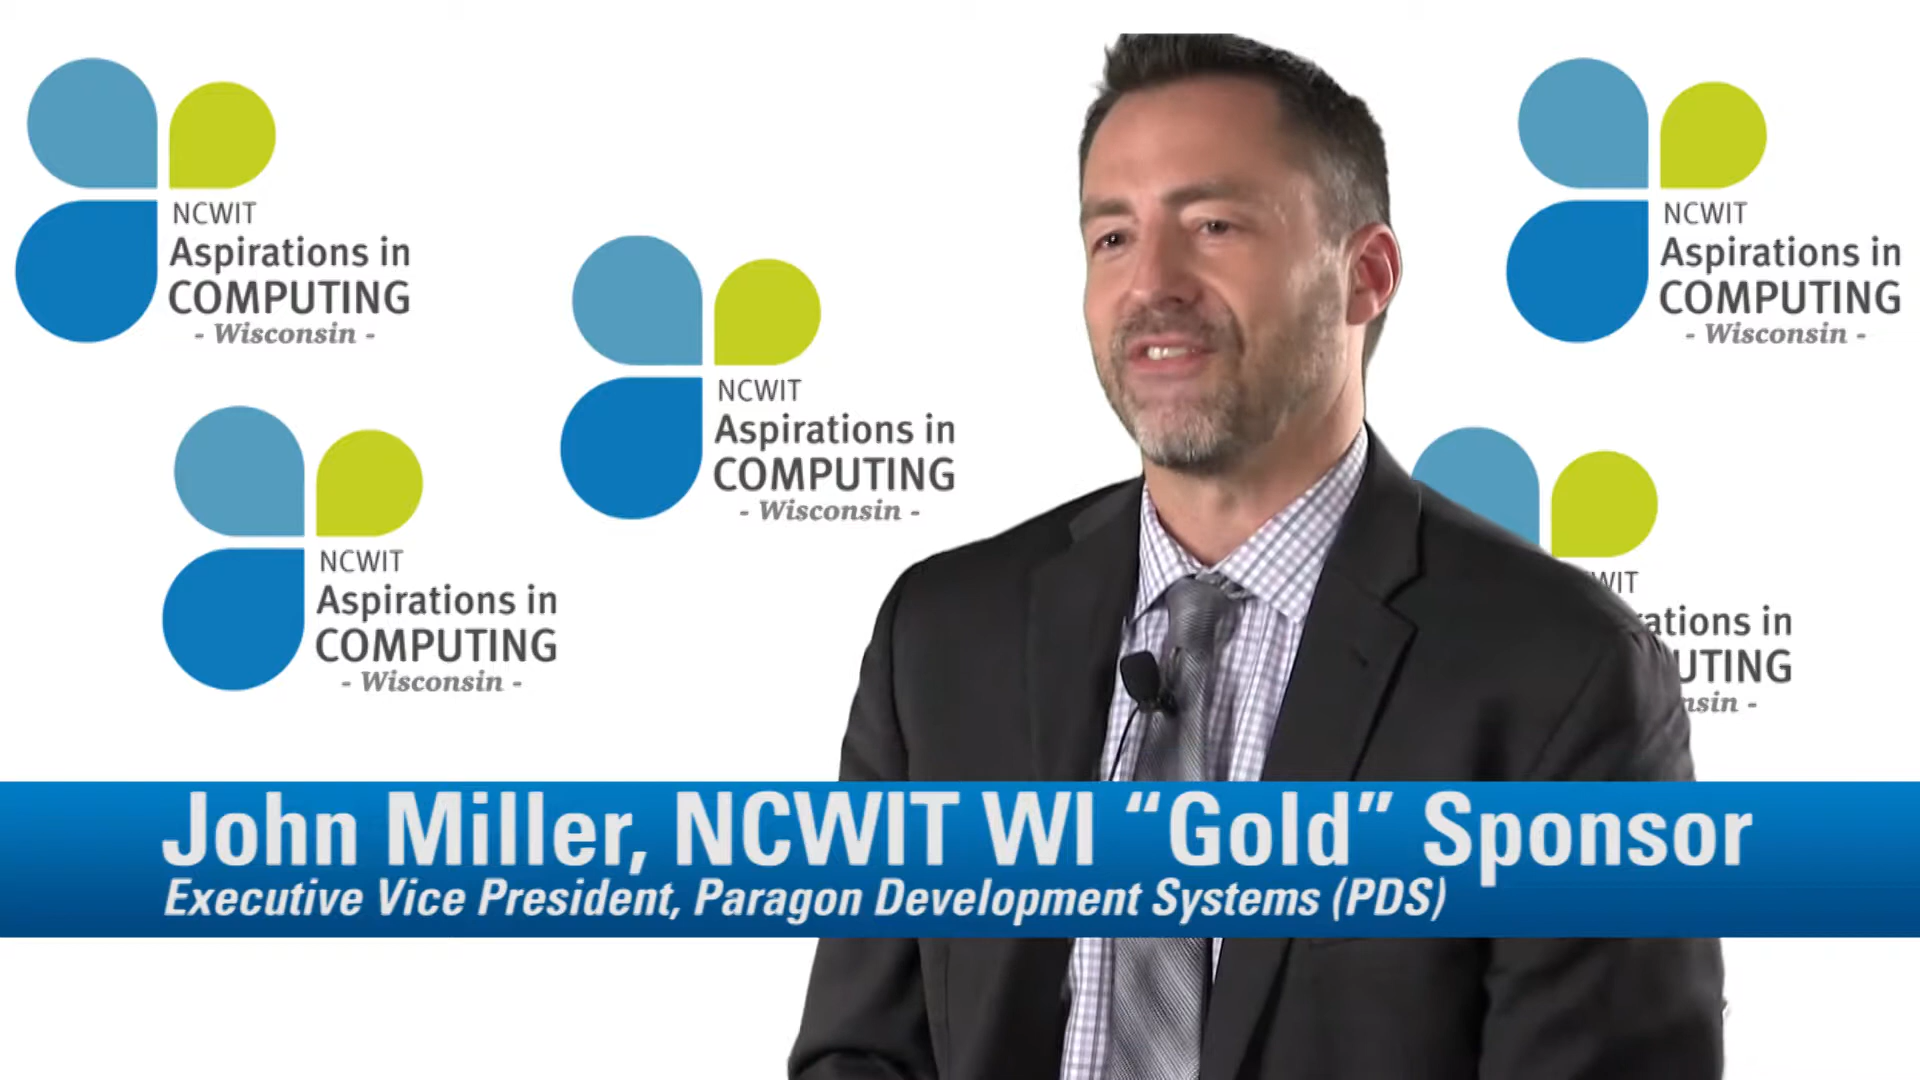 NCWIT
Aspirations in
COMPUTING
- Wisconsin -
NCWIT
Aspirations in
COMPUTING
- Wisconsin -
NCWIT
Aspirations in
COMPUTING
- Wisconsin -
NCWIT
Aspirations in
COMPUTING
- Wisconsin -
John Miller, NCWIT WI “Gold” Sponsor
Executive Vice President, Paragon Development Systems (PDS)